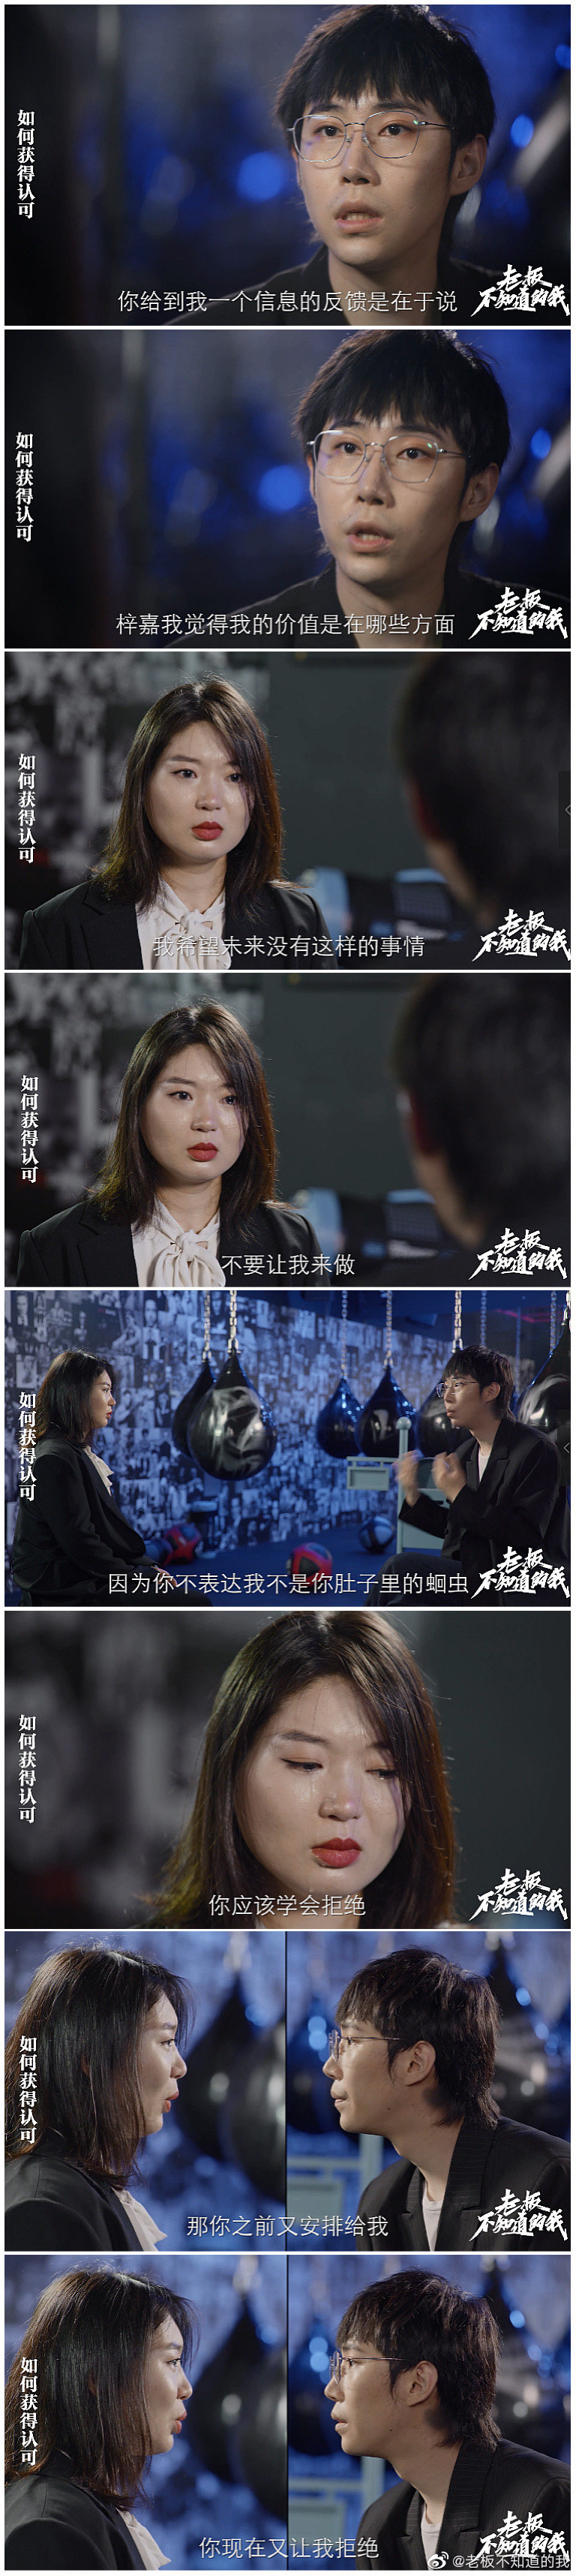 如何获得认可
你给到我一个信息的反馈是在于说
老板
不知道的我
如何获得认可
梓嘉我觉得我的价值是在哪些方面
老板
不知道的我
如何获得认可
我希望未来没有这样的事情
老板
不知道的我
如何获得认可
不要让我来做
老板
不知道的我
如何获得认可
因为你不表达我不是你肚子里的蛔虫
老板
不知道的我
如何获得认可
你应该学会拒绝
老板
不知道的我
如何获得认可
那你之前又安排给我
老板
不知道的我
如何获得认可
你现在又让我拒绝
老板
不知道的我
@老板不知道的我